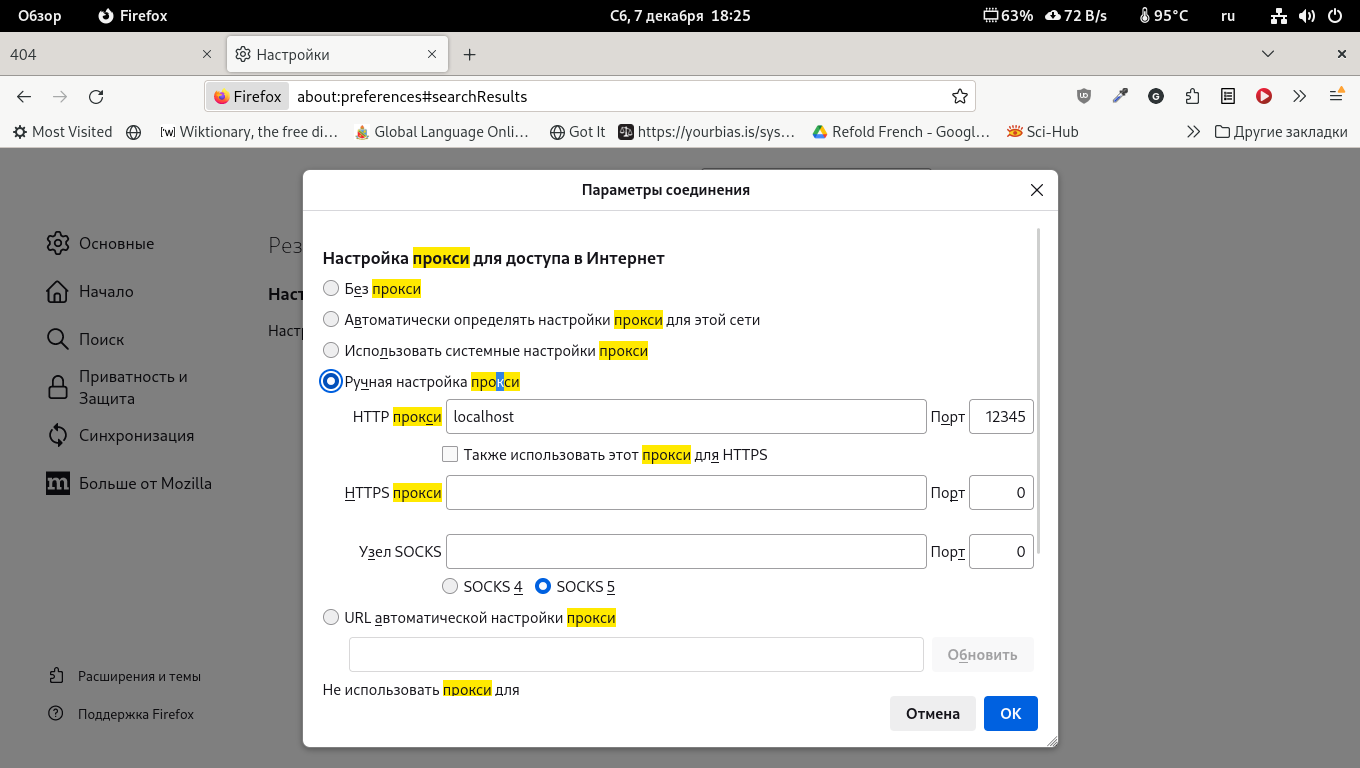 Обзор Firefox Сб, 7 декабря 18:25 63% 72 B/s 95°C ru
404 Настройки
Firefox about:preferences#searchResults
Most Visited Wiktionary, the free di… Global Language Onli… Got It https://yourbias.is/sys… Refold French - Googl… Sci-Hub Другие закладки
Параметры соединения
Основные
Начало
Поиск
Приватность и
Защита
Синхронизация
Больше от Mozilla
Расширения и темы
Поддержка Firefox
Рез
Наст
Настр
Настройка прокси для доступа в Интернет
Без прокси
Автоматически определять настройки прокси для этой сети
Использовать системные настройки прокси
Ручная настройка прокси
HTTP прокси localhost Порт 12345
Также использовать этот прокси для HTTPS
HTTPS прокси Порт 0
Узел SOCKS Порт 0
SOCKS 4 SOCKS 5
URL автоматической настройки прокси
Обновить
Не использовать прокси для
Отмена OK